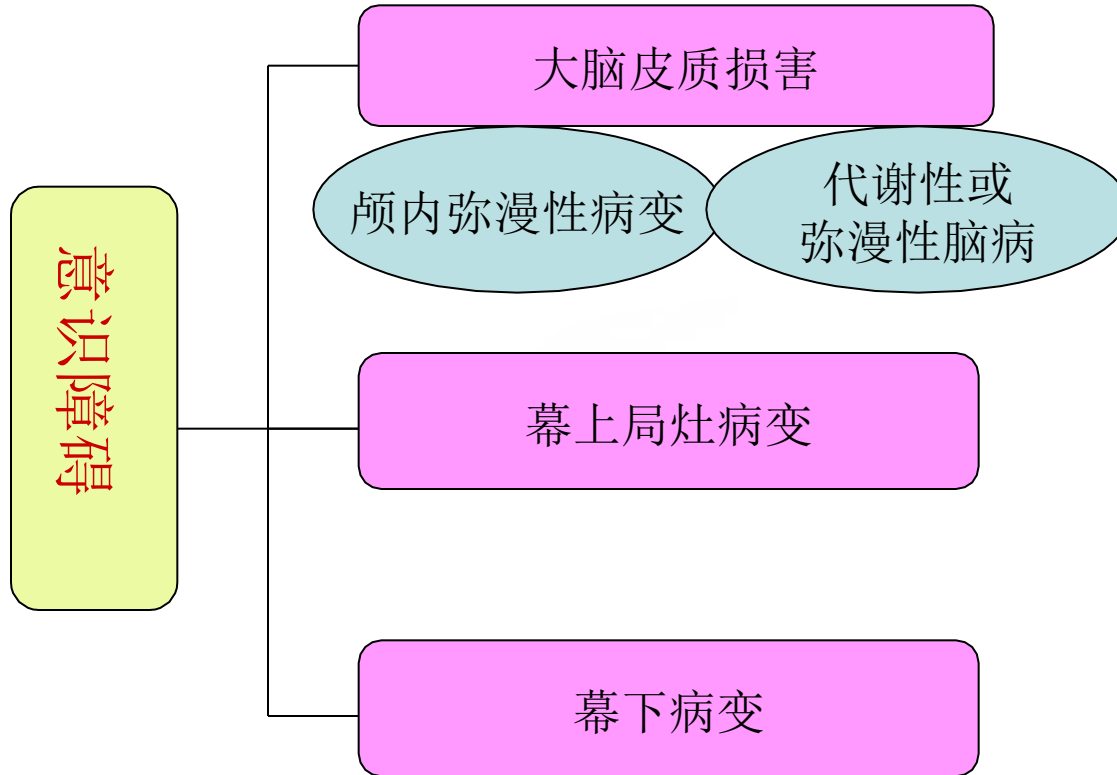 意识障碍
大脑皮质损害
颅内弥漫性病变
代谢性或
弥漫性脑病
幕上局灶病变
幕下病变